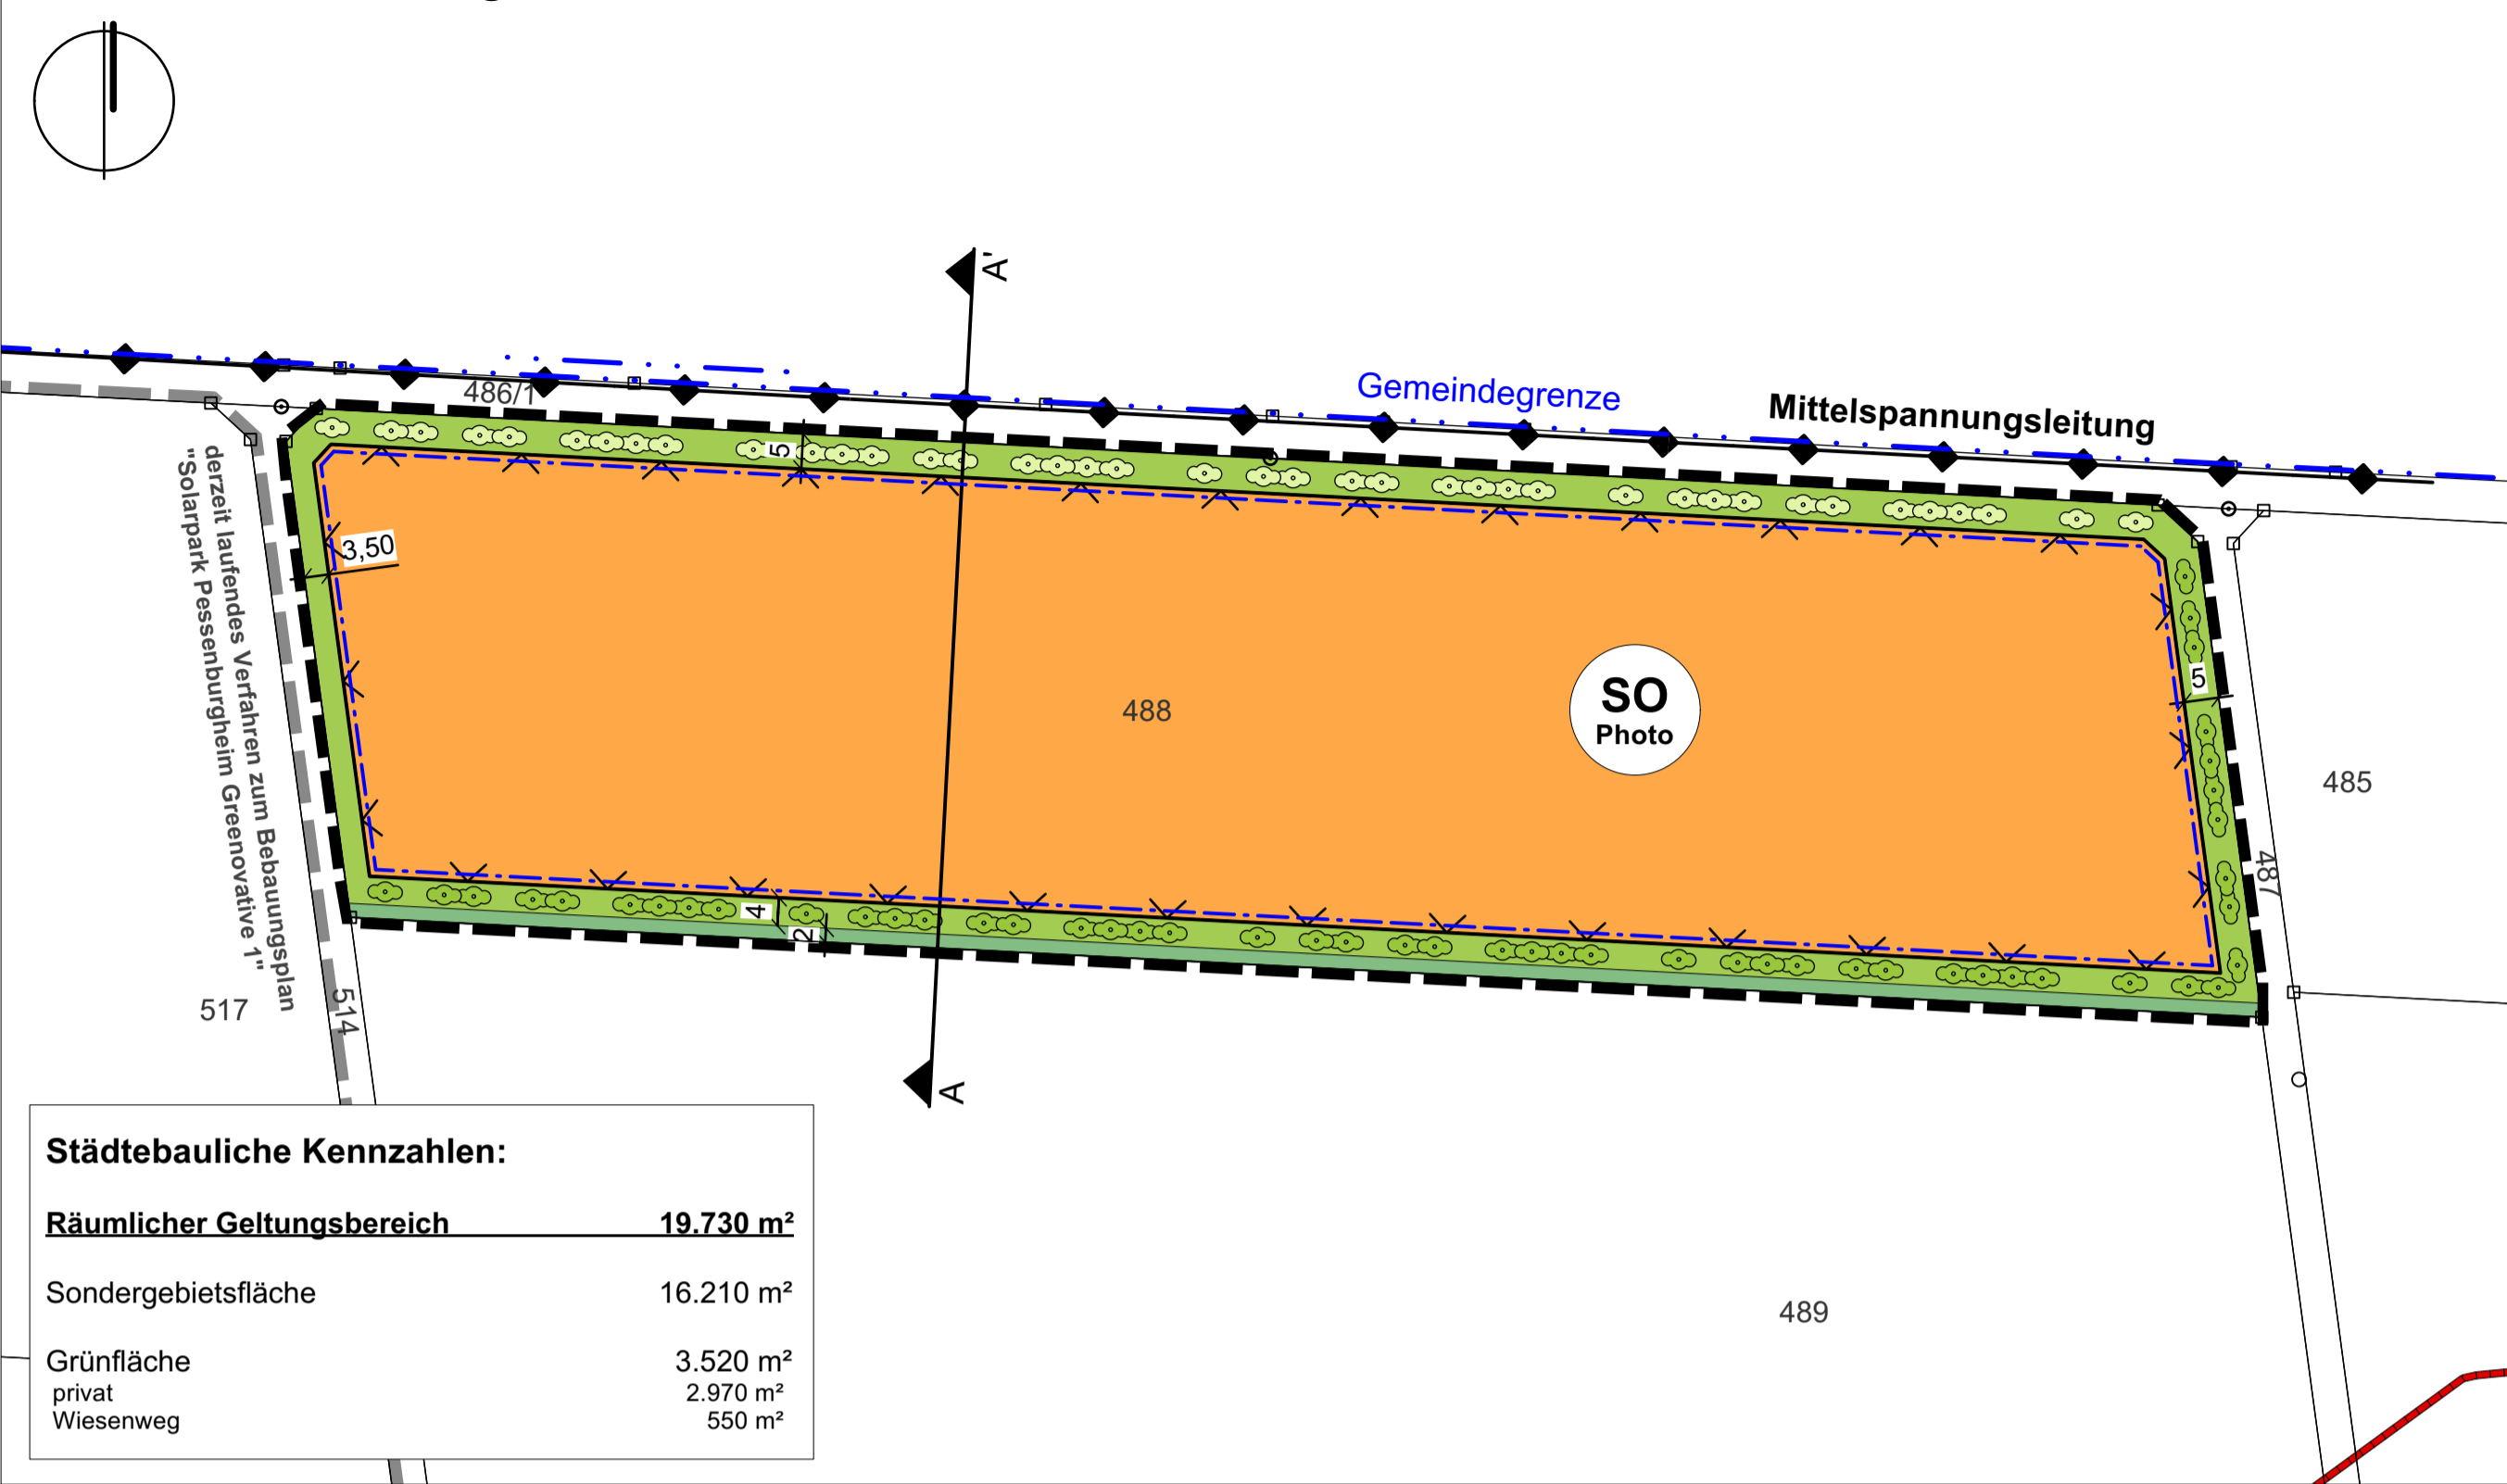 A'
Gemeindegrenze
Mittelspannungsleitung
486/1
5
3,50
derzeit laufendes Verfahren zum Bebauungsplan
"Solarpark Pessenburgheim Greenovative 1"
488
SO
Photo
5
485
487
4
2
517
514
A
489
Städtebauliche Kennzahlen:
Räumlicher Geltungsbereich 19.730 m²
Sondergebietsfläche 16.210 m²
Grünfläche 3.520 m²
privat 2.970 m²
Wiesenweg 550 m²